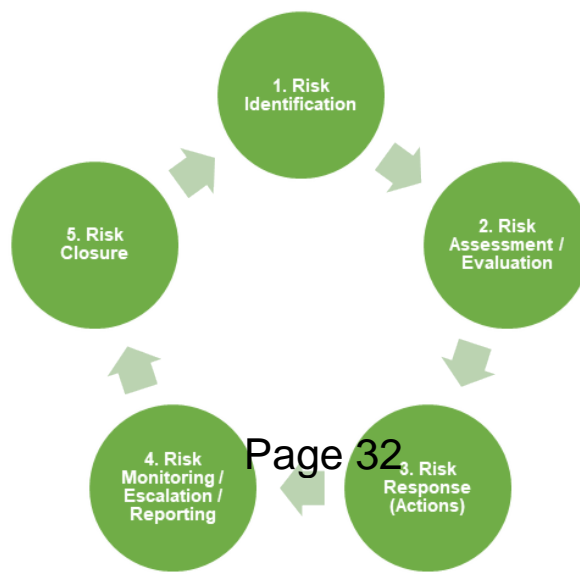 1. Risk
Identification
2. Risk
Assessment /
Evaluation
3. Risk
Response
(Actions)
4. Risk
Monitoring /
Escalation /
Reporting
5. Risk
Closure
Page 32